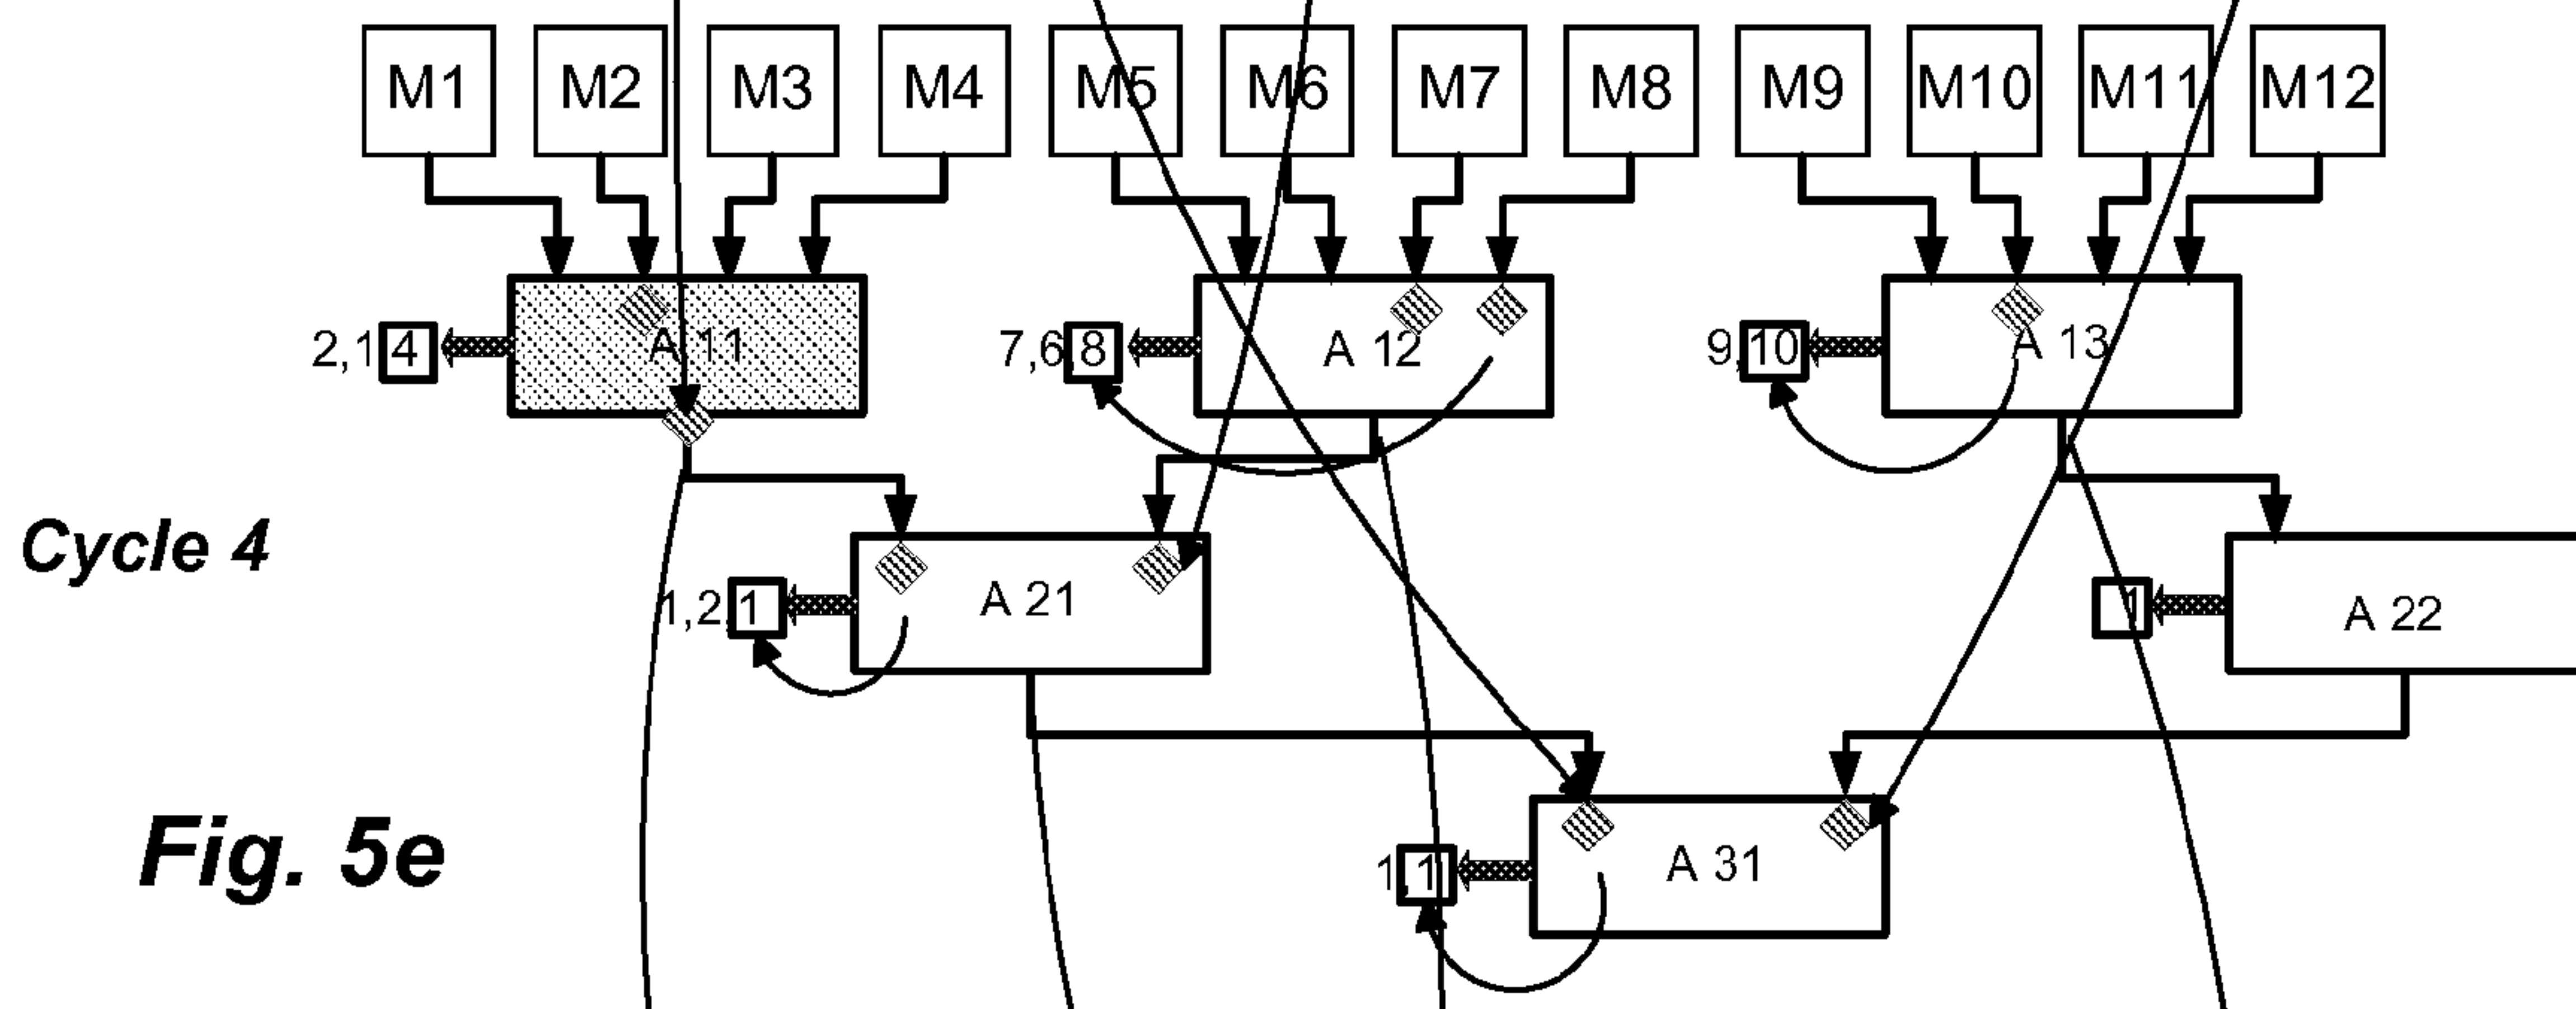 M1 M2 M3 M4 M5 M6 M7 M8 M9 M10 M11 M12
2,1 4 A 11 7,6,8 A 12 9,10 A 13
Cycle 4
1,2,1 A 21 1 A 22
Fig. 5e
1,1 A 31